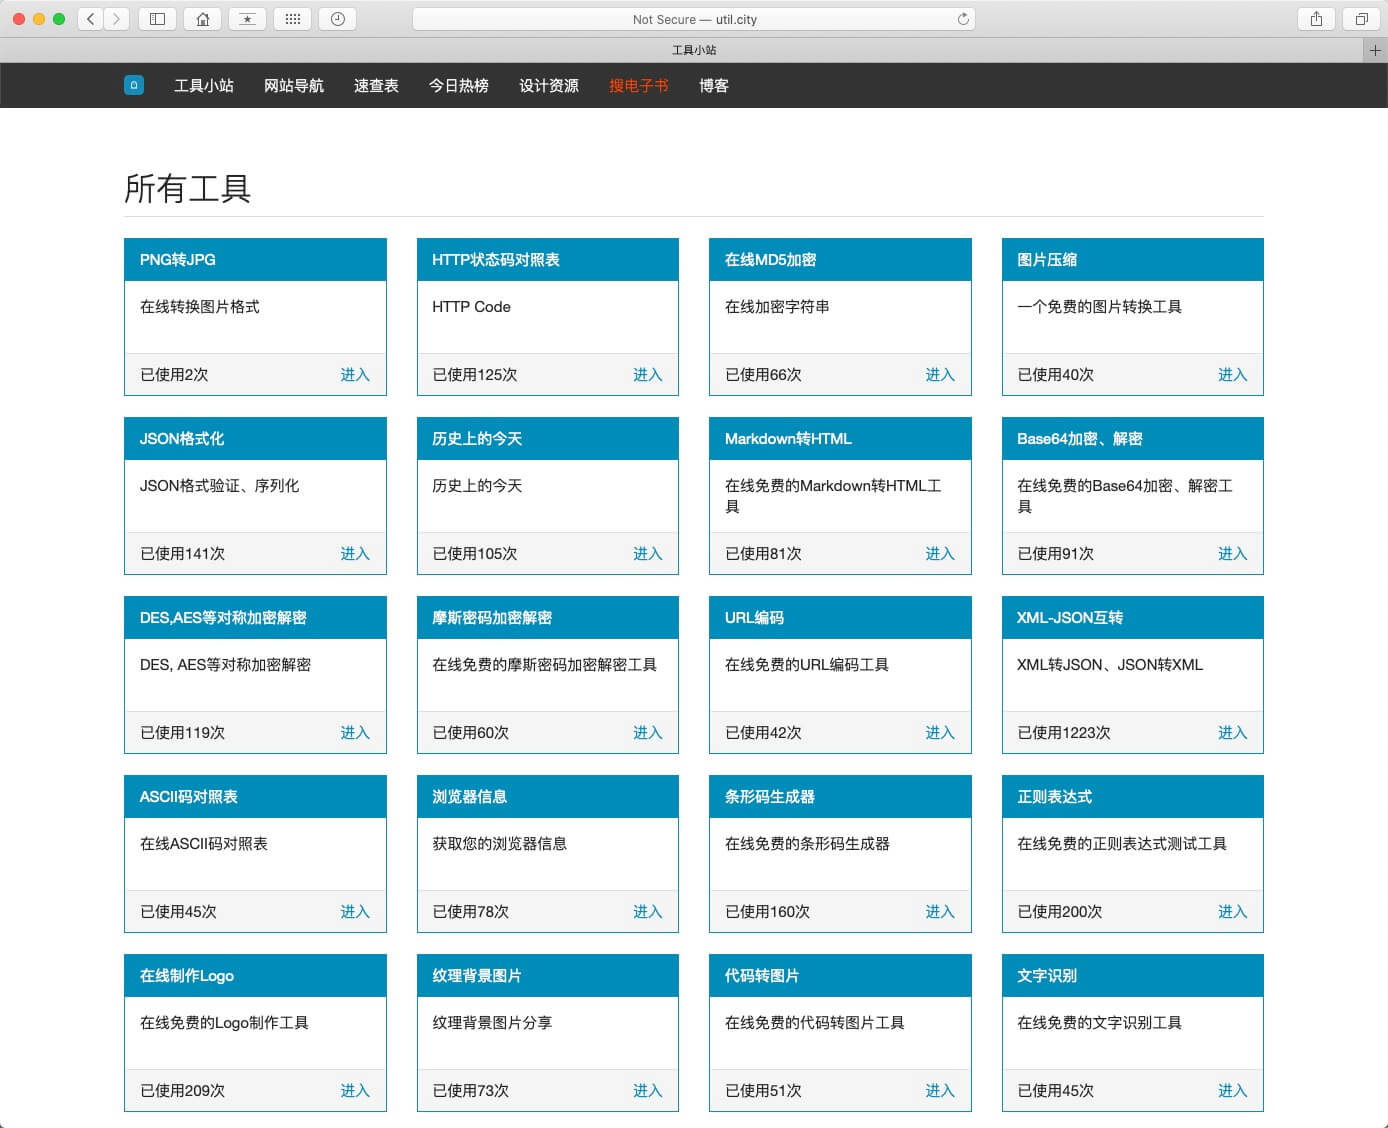 Not Secure — util.city
工具小站
工具小站 网站导航 速查表 今日热榜 设计资源 搜电子书 博客
所有工具
PNG转JPG
在线转换图片格式
已使用2次 进入
HTTP状态码对照表
HTTP Code
已使用125次 进入
在线MD5加密
在线加密字符串
已使用66次 进入
图片压缩
一个免费的图片转换工具
已使用40次 进入
JSON格式化
JSON格式验证、序列化
已使用141次 进入
历史上的今天
历史上的今天
已使用105次 进入
Markdown转HTML
在线免费的Markdown转HTML工
具
已使用81次 进入
Base64加密、解密
在线免费的Base64加密、解密工
具
已使用91次 进入
DES,AES等对称加密解密
DES, AES等对称加密解密
已使用119次 进入
摩斯密码加密解密
在线免费的摩斯密码加密解密工具
已使用60次 进入
URL编码
在线免费的URL编码工具
已使用42次 进入
XML-JSON互转
XML转JSON、JSON转XML
已使用1223次 进入
ASCII码对照表
在线ASCII码对照表
已使用45次 进入
浏览器信息
获取您的浏览器信息
已使用78次 进入
条形码生成器
在线免费的条形码生成器
已使用160次 进入
正则表达式
在线免费的正则表达式测试工具
已使用200次 进入
在线制作Logo
在线免费的Logo制作工具
已使用209次 进入
纹理背景图片
纹理背景图片分享
已使用73次 进入
代码转图片
在线免费的代码转图片工具
已使用51次 进入
文字识别
在线免费的文字识别工具
已使用45次 进入